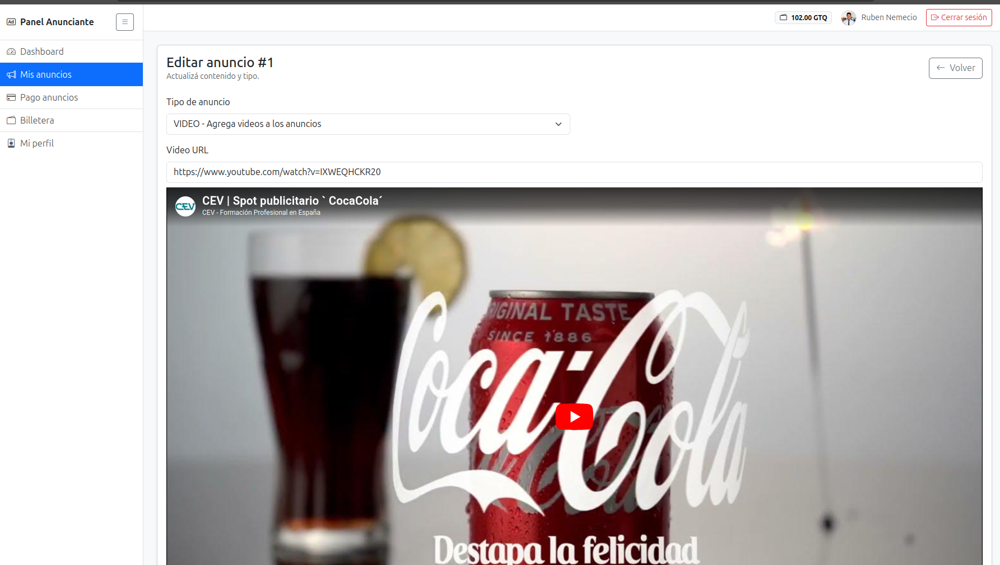 Ad Panel Anunciante
102.00 GTQ
Ruben Nemecio
Cerrar sesión
Dashboard
Mis anuncios
Pago anuncios
Billetera
Mi perfil
Editar anuncio #1
Actualizá contenido y tipo.
Volver
Tipo de anuncio
VIDEO - Agrega videos a los anuncios
Video URL
https://www.youtube.com/watch?v=IXWEQHCKR20
CEV
CEV | Spot publicitario ` CocaCola´
CEV - Formación Profesional en España
ORIGINAL TASTE
SINCE 1886
Coca-Cola
Destapa la felicidad